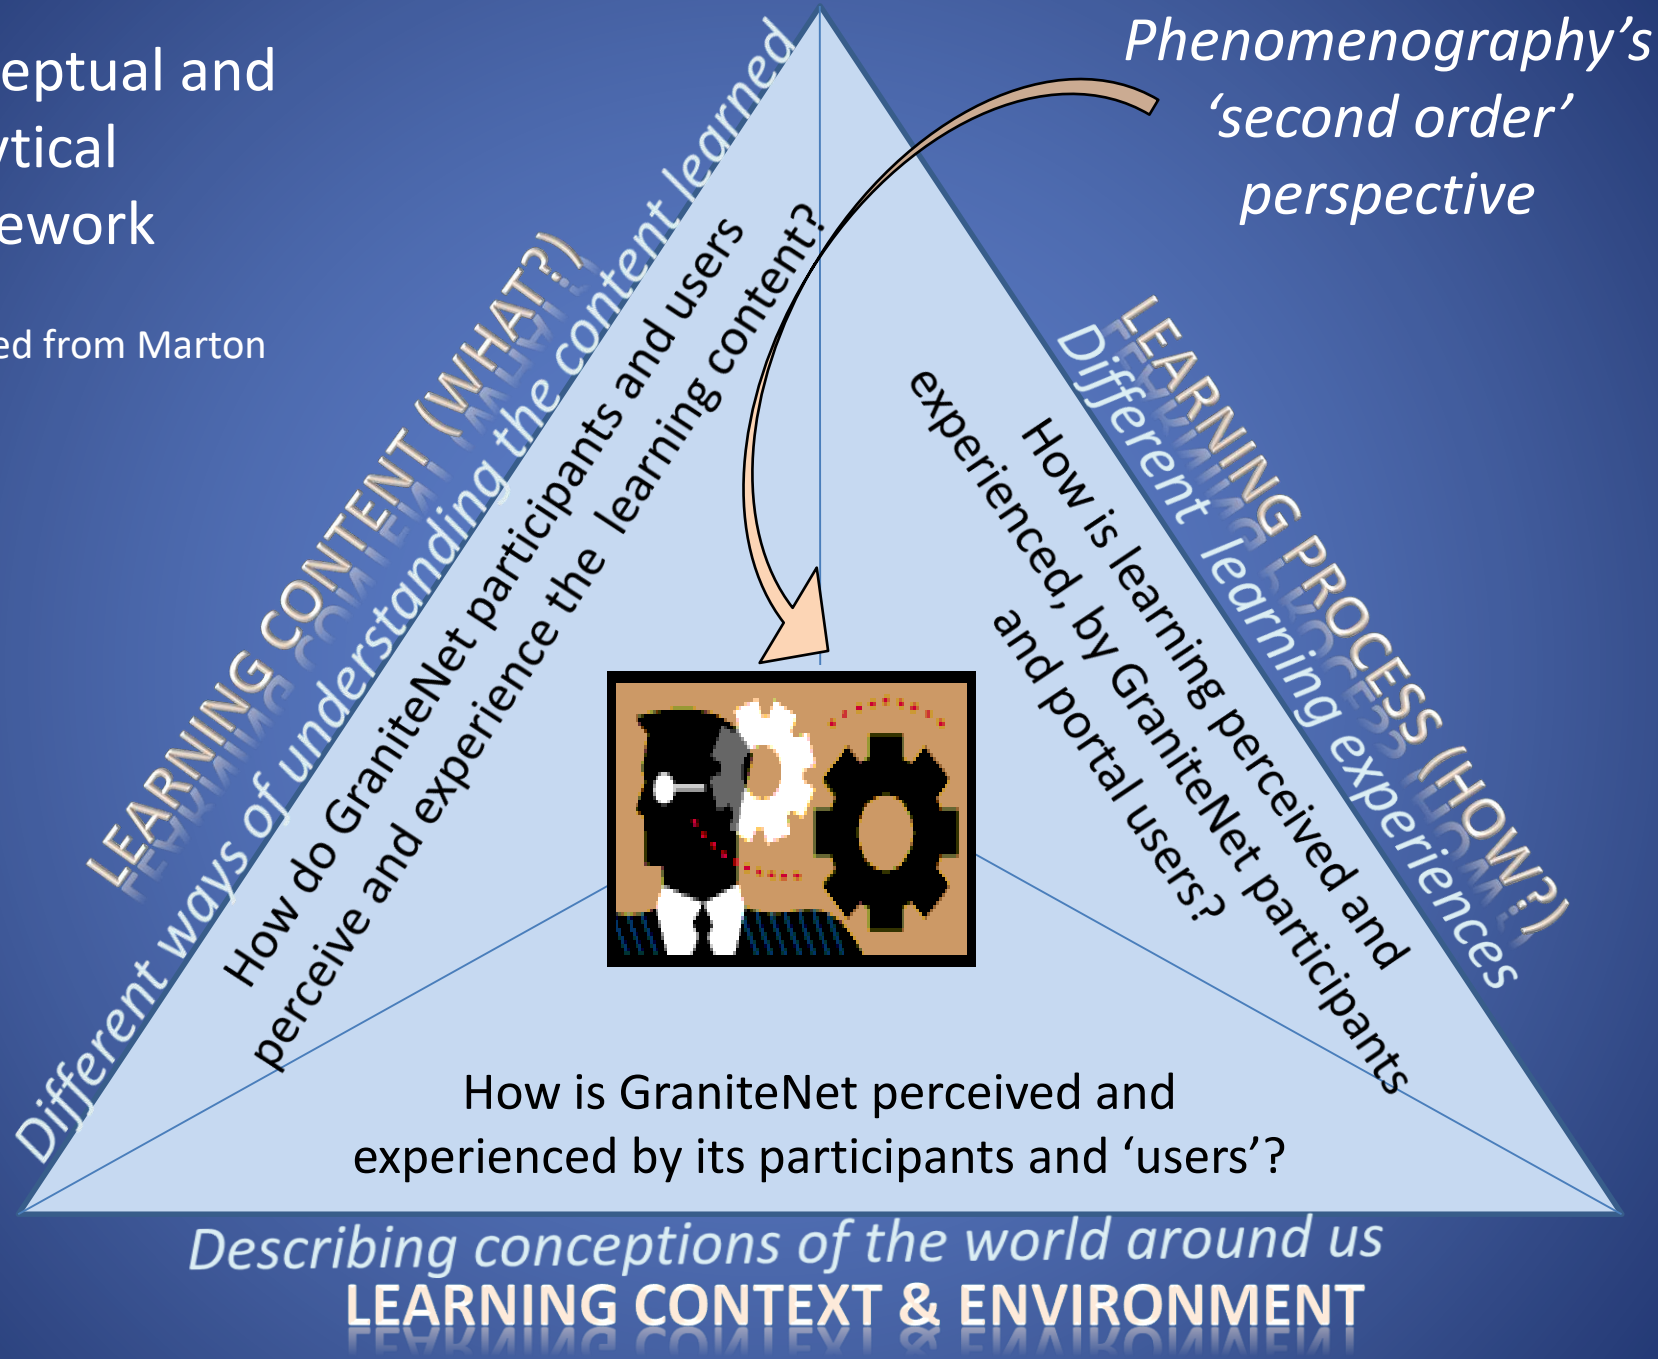 eptual and
ytical
ework
ed from Marton
Phenomenography’s
‘second order’
perspective
LEARNING CONTENT (WHAT?)
Different ways of understanding the content learned
How do GraniteNet participants and users
perceive and experience the learning content?
LEARNING PROCESS (HOW?)
Different learning experiences
How is learning perceived and
experienced, by GraniteNet participants
and portal users?
How is GraniteNet perceived and
experienced by its participants and ‘users’?
Describing conceptions of the world around us
LEARNING CONTEXT & ENVIRONMENT